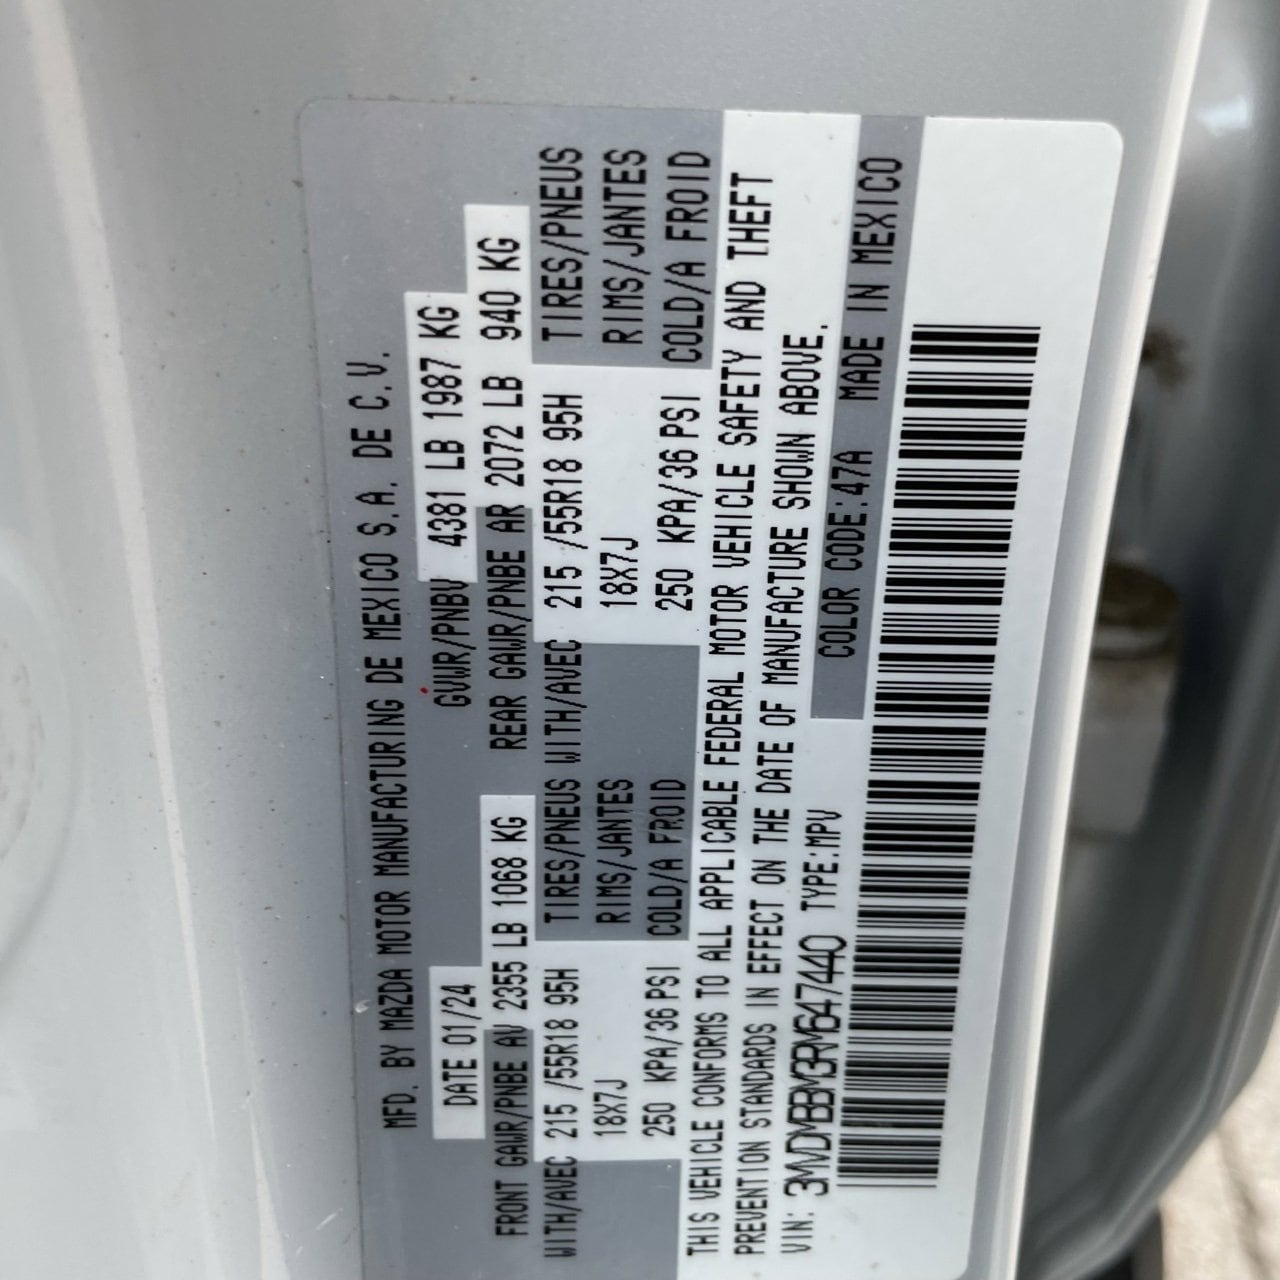 MFD. BY MAZDA MOTOR MANUFACTURING DE MEXICO S.A. DE C.V.
DATE 01/24 GVWR/PNBV 4381 LB 1987 KG
FRONT GAWR/PNBE AV 2355 LB 1068 KG REAR GAWR/PNBE AR 2072 LB 940 KG
WITH/AVEC 215 /55R18 95H TIRES/PNEUS WITH/AVEC 215 /55R18 95H TIRES/PNEUS
18X7J RIMS/JANTES 18X7J RIMS/JANTES
250 KPA/36 PSI COLD/A FROID 250 KPA/36 PSI COLD/A FROID
THIS VEHICLE CONFORMS TO ALL APPLICABLE FEDERAL MOTOR VEHICLE SAFETY AND THEFT
PREVENTION STANDARDS IN EFFECT ON THE DATE OF MANUFACTURE SHOWN ABOVE.
VIN: 3MVDMBBM3RM647440 TYPE:MPV COLOR CODE:47A MADE IN MEXICO